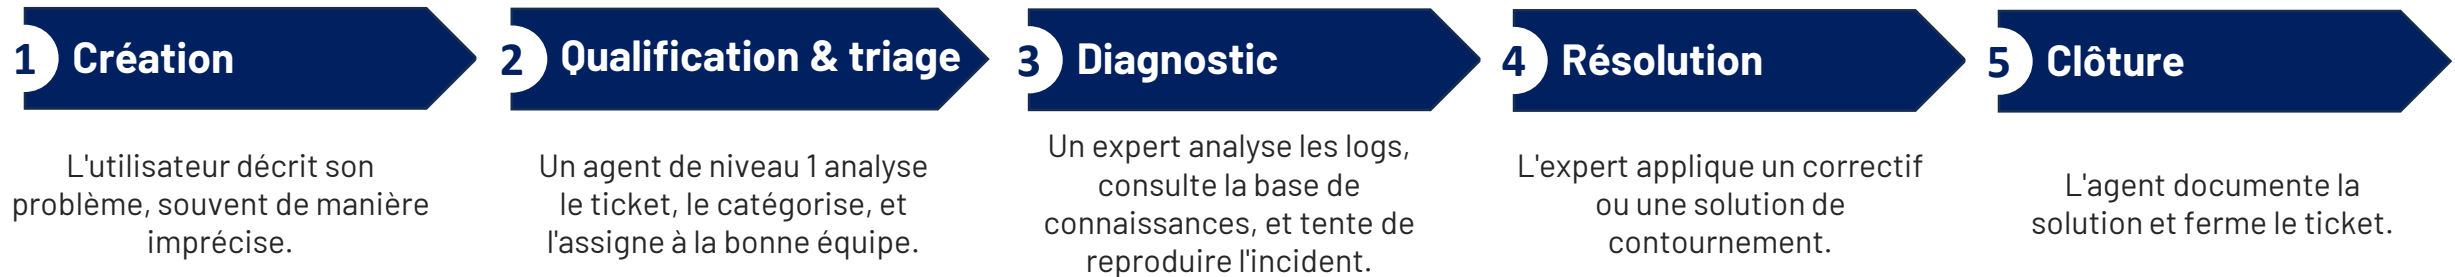 1 Création
L'utilisateur décrit son
problème, souvent de manière
imprécise.
2 Qualification & triage
Un agent de niveau 1 analyse
le ticket, le catégorise, et
l'assigne à la bonne équipe.
3 Diagnostic
Un expert analyse les logs,
consulte la base de
connaissances, et tente de
reproduire l'incident.
4 Résolution
L'expert applique un correctif
ou une solution de
contournement.
5 Clôture
L'agent documente la
solution et ferme le ticket.